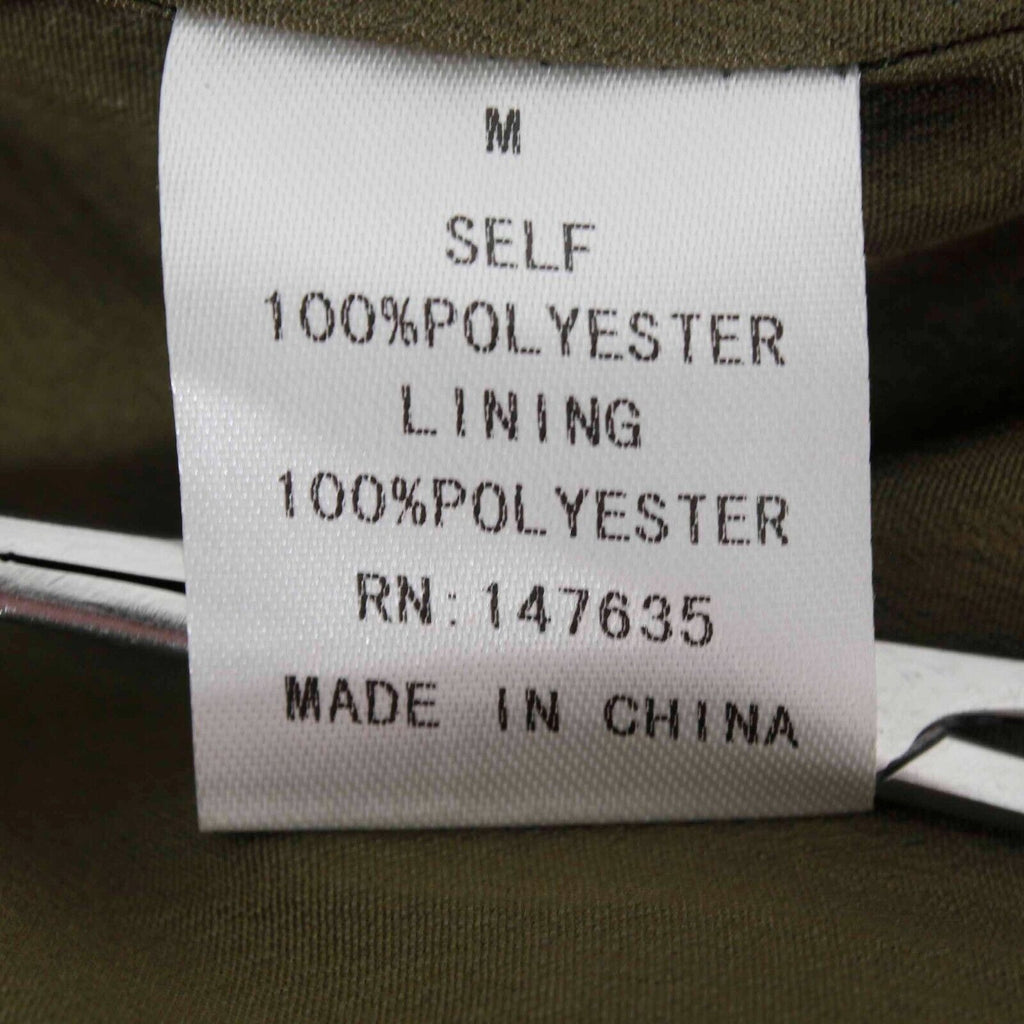 M
SELF
100%POLYESTER
LINING
100%POLYESTER
RN:147635
MADE IN CHINA